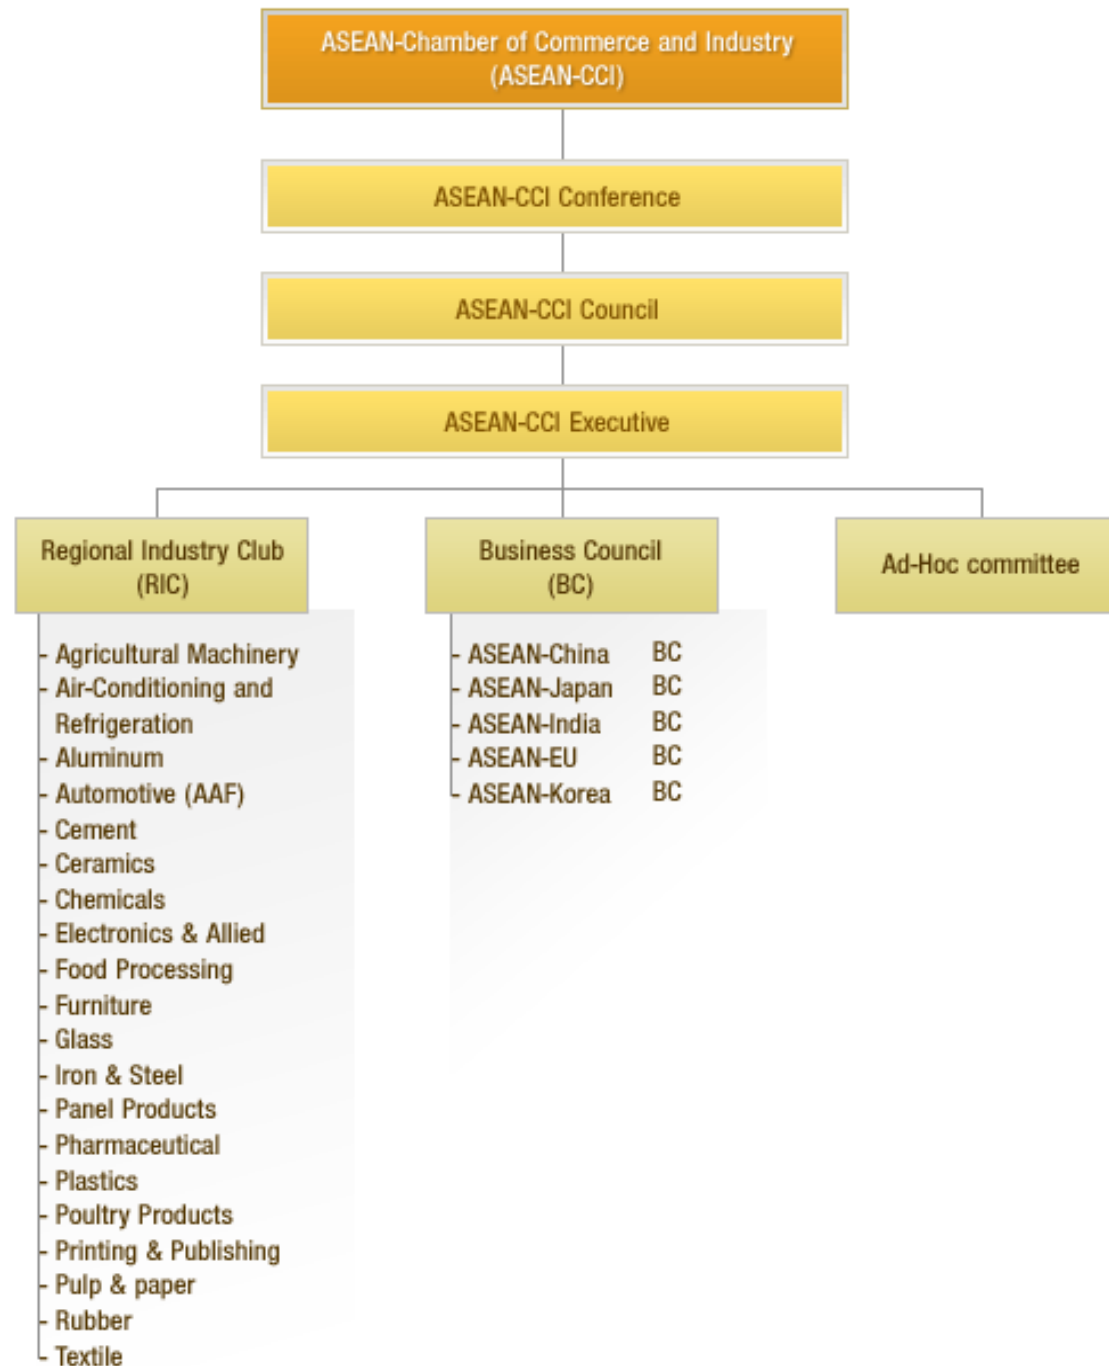 ASEAN-Chamber of Commerce and Industry
(ASEAN-CCI)
ASEAN-CCI Conference
ASEAN-CCI Council
ASEAN-CCI Executive
Regional Industry Club
(RIC)
- Agricultural Machinery
- Air-Conditioning and
Refrigeration
- Aluminum
- Automotive (AAF)
- Cement
- Ceramics
- Chemicals
- Electronics & Allied
- Food Processing
- Furniture
- Glass
- Iron & Steel
- Panel Products
- Pharmaceutical
- Plastics
- Poultry Products
- Printing & Publishing
- Pulp & paper
- Rubber
- Textile
Business Council
(BC)
- ASEAN-China BC
- ASEAN-Japan BC
- ASEAN-India BC
- ASEAN-EU BC
- ASEAN-Korea BC
Ad-Hoc committee